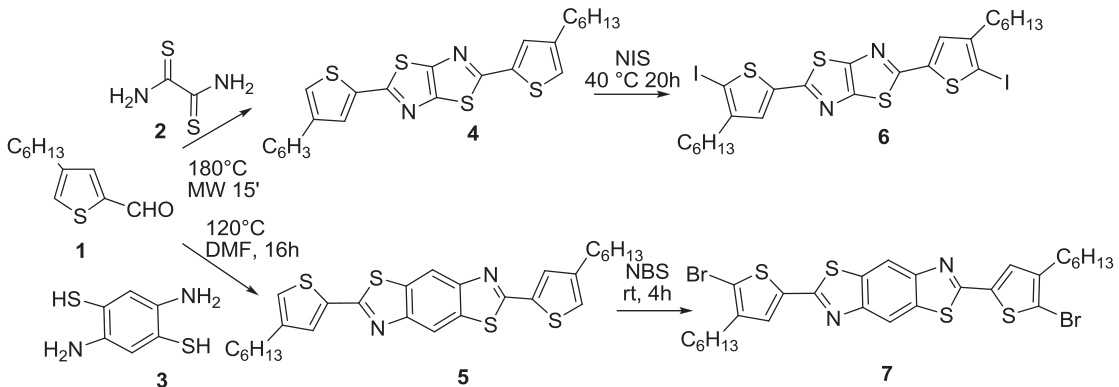 S
NH₂
H₂N
S
2
C₆H₁₃
S
CHO
1
180°C
MW 15'
120°C
DMF, 16h
HS
NH₂
H₂N
SH
3
C₆H₁₃
S
S
N
N
S
S
C₆H₃
4
NIS
40 °C 20h
C₆H₁₃
I
S
S
N
N
S
S
I
C₆H₁₃
6
C₆H₁₃
S
S
N
N
S
S
C₆H₁₃
5
NBS
rt, 4h
C₆H₁₃
Br
S
S
N
N
S
S
Br
C₆H₁₃
7